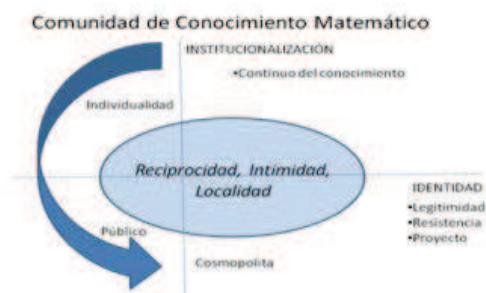 Comunidad de Conocimiento Matemático
INSTITUCIONALIZACIÓN
•Continuo del conocimiento
Individualidad
Reciprocidad, Intimidad,
Localidad
IDENTIDAD
•Legitimidad
•Resistencia
•Proyecto
Público
Cosmopolita